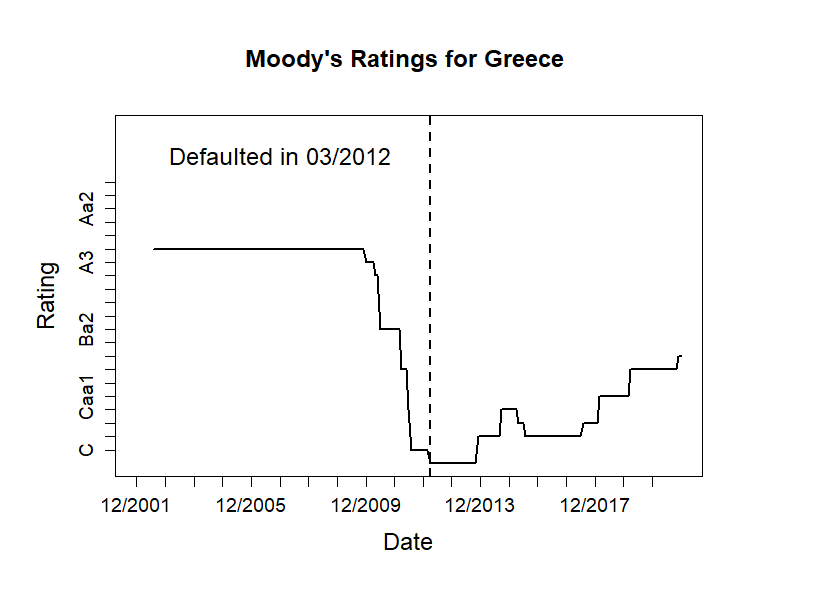 Moody's Ratings for Greece
Defaulted in 03/2012
Rating
Aa2
A3
Ba2
Caa1
C
12/2001 12/2005 12/2009 12/2013 12/2017
Date